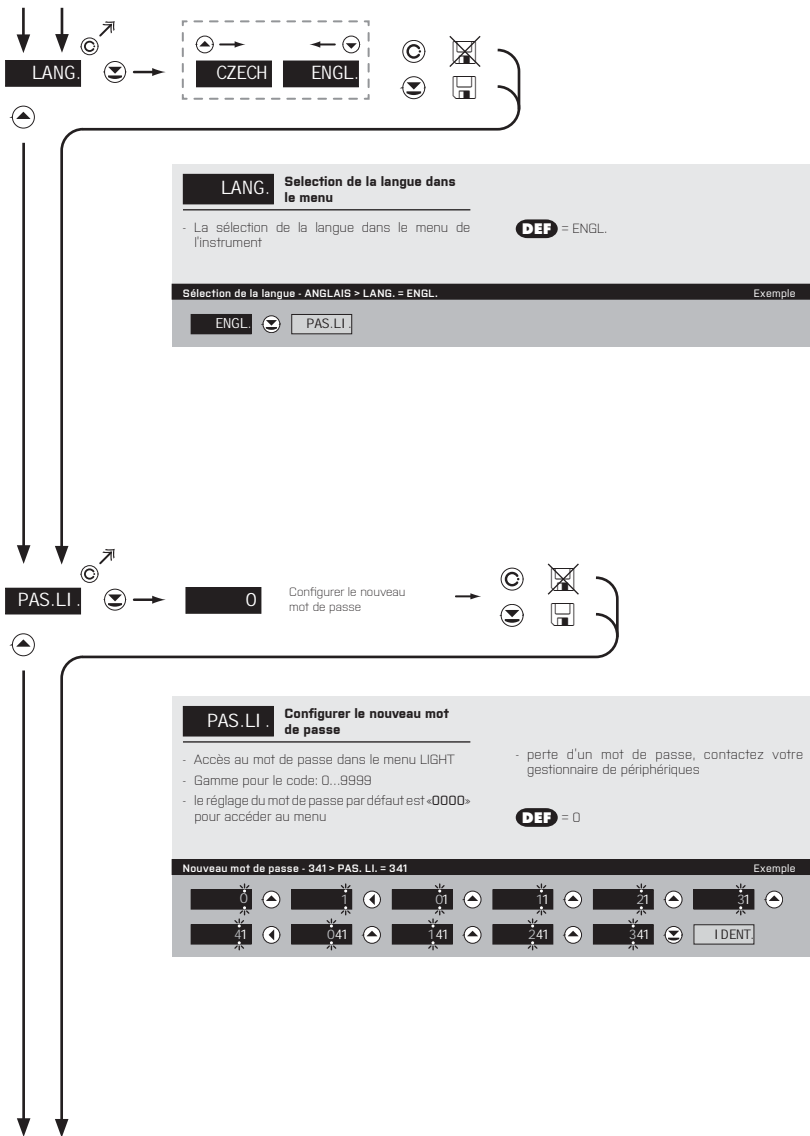 LANG.
CZECH ENGL.
LANG. Selection de la langue dans
le menu
- La sélection de la langue dans le menu de
l'instrument
DEF = ENGL.
Sélection de la langue - ANGLAIS > LANG. = ENGL. Exemple
ENGL. PAS.LI.
PAS.LI. 0 Configurer le nouveau
mot de passe
PAS.LI. Configurer le nouveau mot
de passe
- Accès au mot de passe dans le menu LIGHT
- Gamme pour le code: 0...9999
- le réglage du mot de passe par défaut est «0000»
pour accéder au menu
- perte d'un mot de passe, contactez votre
gestionnaire de périphériques
DEF = 0
Nouveau mot de passe - 341 > PAS. LI. = 341 Exemple
0 1 01 11 21 31
41 041 141 241 341 IDENT.